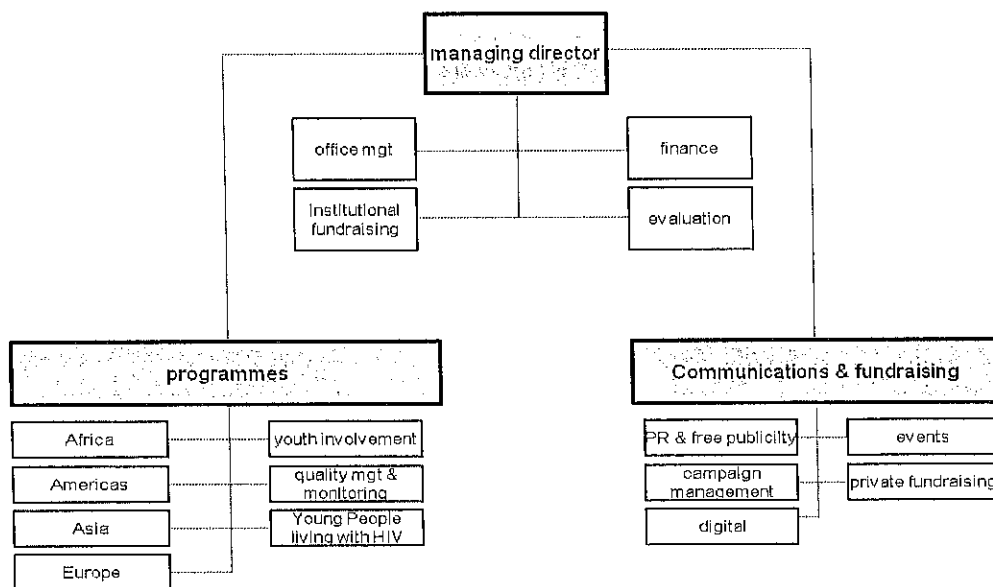 managing director
office mgt
finance
institutional
fundraising
evaluation
programmes
Communications & fundraising
Africa
youth involvement
Americas
quality mgt &
monitoring
Asia
Young People
living with HIV
Europe
PR & free publicilty
events
campaign
management
private fundraising
digital